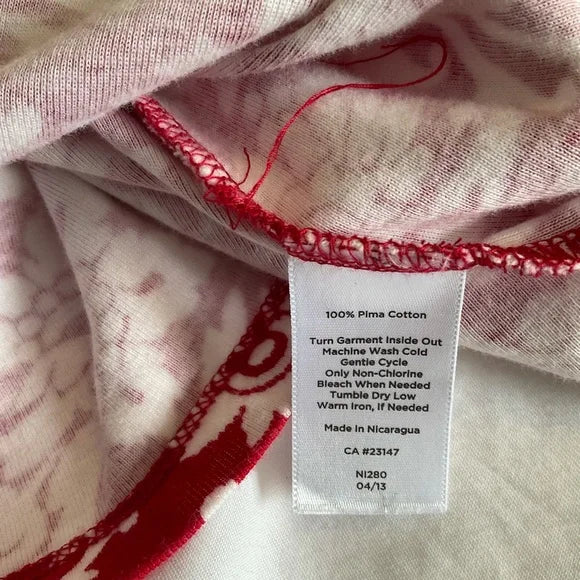 100% Pima Cotton
Turn Garment Inside Out
Machine Wash Cold
Gentle Cycle
Only Non-Chlorine
Bleach When Needed
Tumble Dry Low
Warm Iron, If Needed
Made in Nicaragua
CA #23147
NI280
04/13